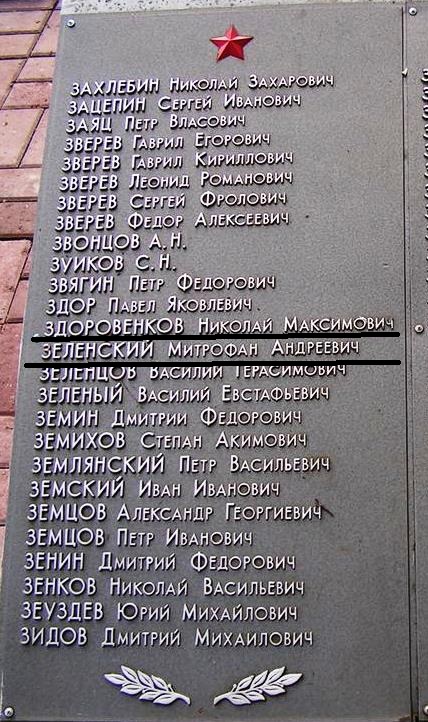 ЗАХЛЕБИН НИКОЛАЙ ЗАХАРОВИЧ
ЗАЦЕПИН СЕРГЕЙ ИВАНОВИЧ
ЗАЯЦ ПЕТР ВЛАСОВИЧ
ЗВЕРЕВ ГАВРИЛ ЕГОРОВИЧ
ЗВЕРЕВ ГАВРИЛ КИРИЛЛОВИЧ
ЗВЕРЕВ ЛЕОНИД РОМАНОВИЧ
ЗВЕРЕВ СЕРГЕЙ ФРОЛОВИЧ
ЗВЕРЕВ ФЕДОР АЛЕКСЕЕВИЧ
ЗВОНЦОВ А.Н.
ЗУИКОВ С.Н.
ЗВЯГИН ПЕТР ФЕДОРОВИЧ
ЗДОР ПАВЕЛ ЯКОВЛЕВИЧ
ЗДОРОВЕНКОВ НИКОЛАЙ МАКСИМОВИЧ
ЗЕЛЕНСКИЙ МИТРОФАН АНДРЕЕВИЧ
ЗЕЛЕНЦОВ ВАСИЛИЙ ГЕРАСИМОВИЧ
ЗЕЛЕНЫЙ ВАСИЛИЙ ЕВСТАФЬЕВИЧ
ЗЕМИН ДМИТРИИ ФЕДОРОВИЧ
ЗЕМИХОВ СТЕПАН АКИМОВИЧ
ЗЕМЛЯНСКИЙ ПЕТР ВАСИЛЬЕВИЧ
ЗЕМСКИЙ ИВАН ИВАНОВИЧ
ЗЕМЦОВ АЛЕКСАНДР ГЕОРГИЕВИЧ
ЗЕМЦОВ ПЕТР ИВАНОВИЧ
ЗЕНИН ДМИТРИЙ ФЕДОРОВИЧ
ЗЕНКОВ НИКОЛАЙ ВАСИЛЬЕВИЧ
ЗЕУЗДЕВ ЮРИЙ МИХАЙЛОВИЧ
ЗИДОВ ДМИТРИЙ МИХАИЛОВИЧ